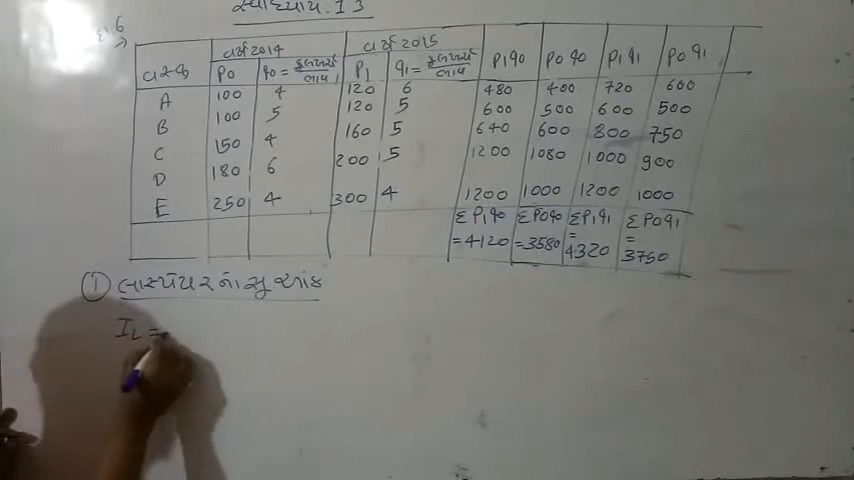 સ્વાધ્યાય. 13
દા.6
વર્ષ 2014 વર્ષ 2015
વસ્તુ P0 q0 = કુલખર્ચ/ભાવ P1 q1 = કુલખર્ચ/ભાવ P1q0 P0q0 P1q1 P0q1
A 100 4 120 6 480 400 720 600
B 100 5 120 5 600 500 600 500
C 150 4 160 5 640 600 800 750
D 180 6 200 5 1200 1080 1000 900
E 250 4 300 4 1200 1000 1200 1000
ΣP1q0 = 4120 ΣP0q0 = 3580 ΣP1q1 = 4320 ΣP0q1 = 3750
① લાસ્પેયરનો સુચઆંક
IL =